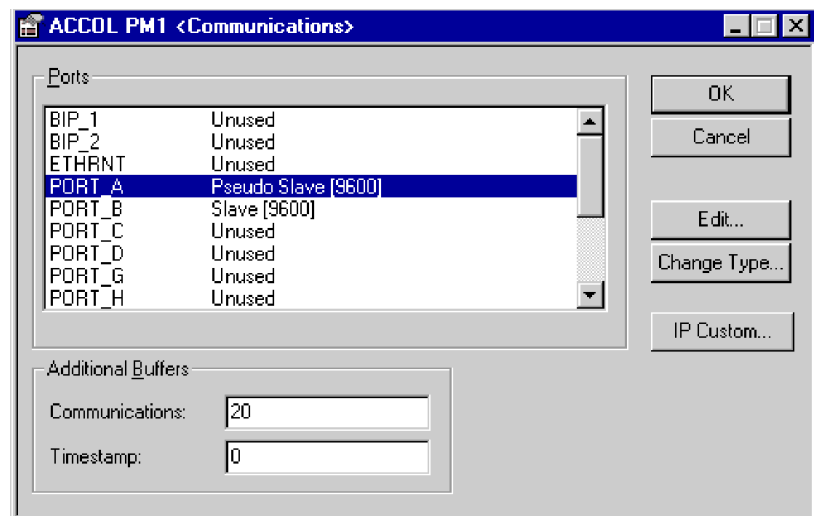 ACCOL PM1 <Communications>
Ports
BIP_1 Unused
BIP_2 Unused
ETHRNT Unused
PORT_A Pseudo Slave [9600]
PORT_B Slave [9600]
PORT_C Unused
PORT_D Unused
PORT_G Unused
PORT_H Unused
OK
Cancel
Edit...
Change Type...
IP Custom...
Additional Buffers
Communications: 20
Timestamp: 0